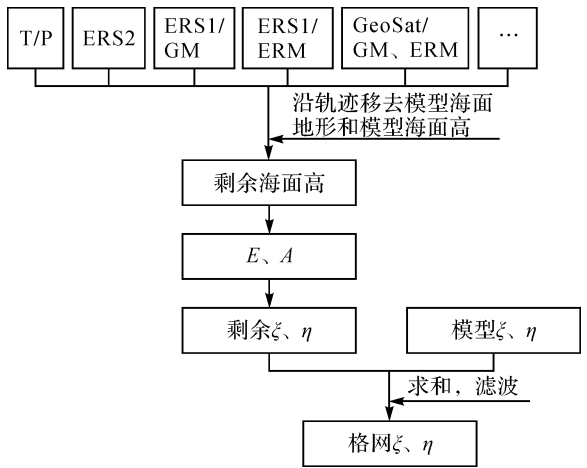 T/P
ERS2
ERS1/
GM
ERS1/
ERM
GeoSat/
GM、ERM
…
沿轨迹移去模型海面
地形和模型海面高
剩余海面高
E、A
剩余ξ、η
模型ξ、η
求和，滤波
格网ξ、η